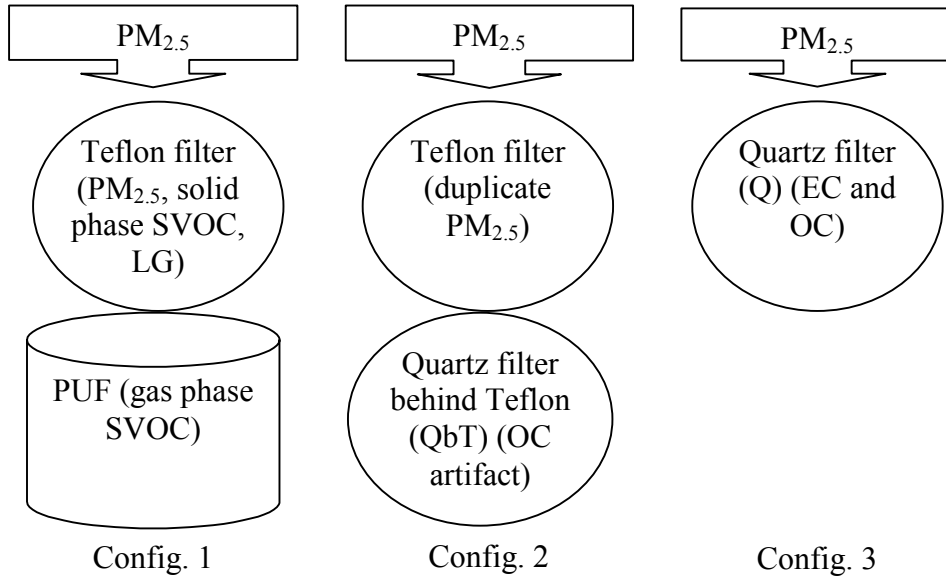 PM2.5
Teflon filter
(PM2.5, solid
phase SVOC,
LG)
PUF (gas phase
SVOC)
Config. 1
PM2.5
Teflon filter
(duplicate
PM2.5)
Quartz filter
behind Teflon
(QbT) (OC
artifact)
Config. 2
PM2.5
Quartz filter
(Q) (EC and
OC)
Config. 3